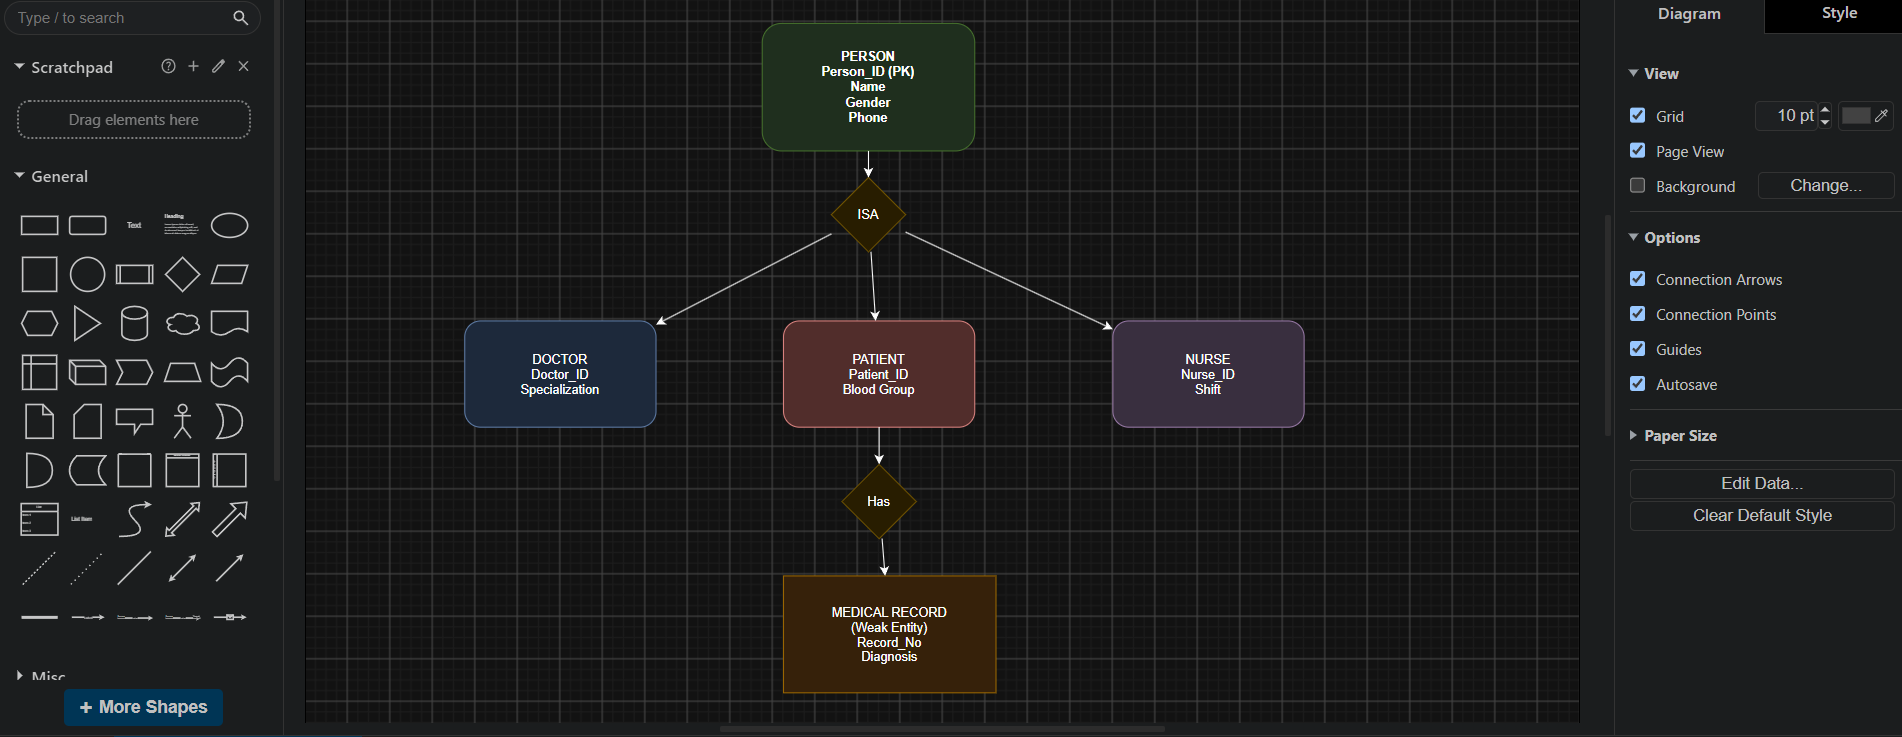 Type / to search
Scratchpad
Drag elements here
General
Text
Heading
List Item
Misc
+ More Shapes
PERSON
Person_ID (PK)
Name
Gender
Phone
ISA
DOCTOR
Doctor_ID
Specialization
PATIENT
Patient_ID
Blood Group
NURSE
Nurse_ID
Shift
Has
MEDICAL RECORD
(Weak Entity)
Record_No
Diagnosis
Diagram
Style
View
Grid
10 pt
Page View
Background
Change...
Options
Connection Arrows
Connection Points
Guides
Autosave
Paper Size
Edit Data...
Clear Default Style